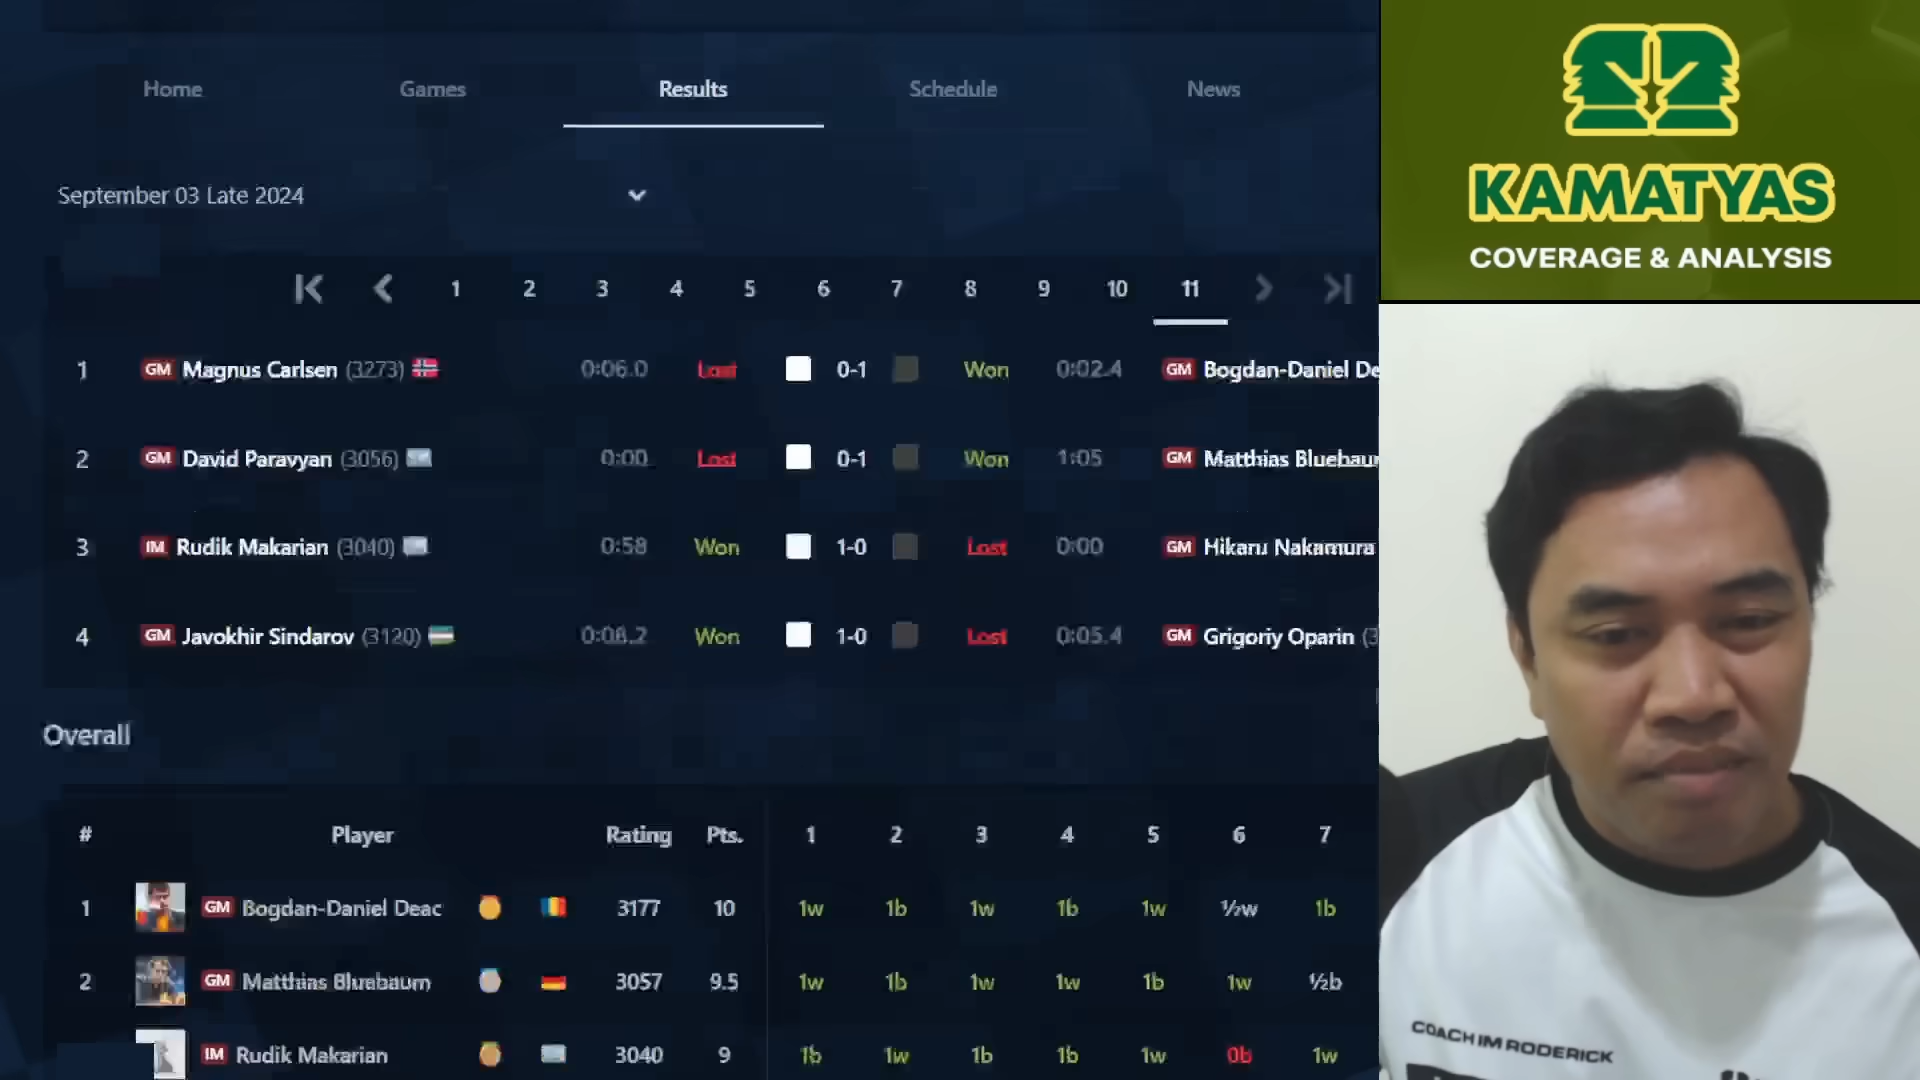 Home Games Results Schedule News
September 03 Late 2024
1 2 3 4 5 6 7 8 9 10 11
1 GM Magnus Carlsen (3273) 0:06.0 Lost 0-1 Won 0:02.4 GM Bogdan-Daniel De
2 GM David Paravyan (3056) 0:00 Lost 0-1 Won 1:05 GM Matthias Bluebaum
3 IM Rudik Makarian (3040) 0:58 Won 1-0 Lost 0:00 GM Hikaru Nakamura
4 GM Javokhir Sindarov (3120) 0:08.2 Won 1-0 Lost 0:05.4 GM Grigoriy Oparin (3
Overall
# Player Rating Pts. 1 2 3 4 5 6 7
1 GM Bogdan-Daniel Deac 3177 10 1w 1b 1w 1b 1w ½w 1b
2 GM Matthias Bluebaum 3057 9.5 1w 1b 1w 1w 1b 1w ½b
IM Rudik Makarian 3040 9 1b 1w 1b 1b 1w 0b 1w
KAMATYAS
COVERAGE & ANALYSIS
COACH IM RODERICK